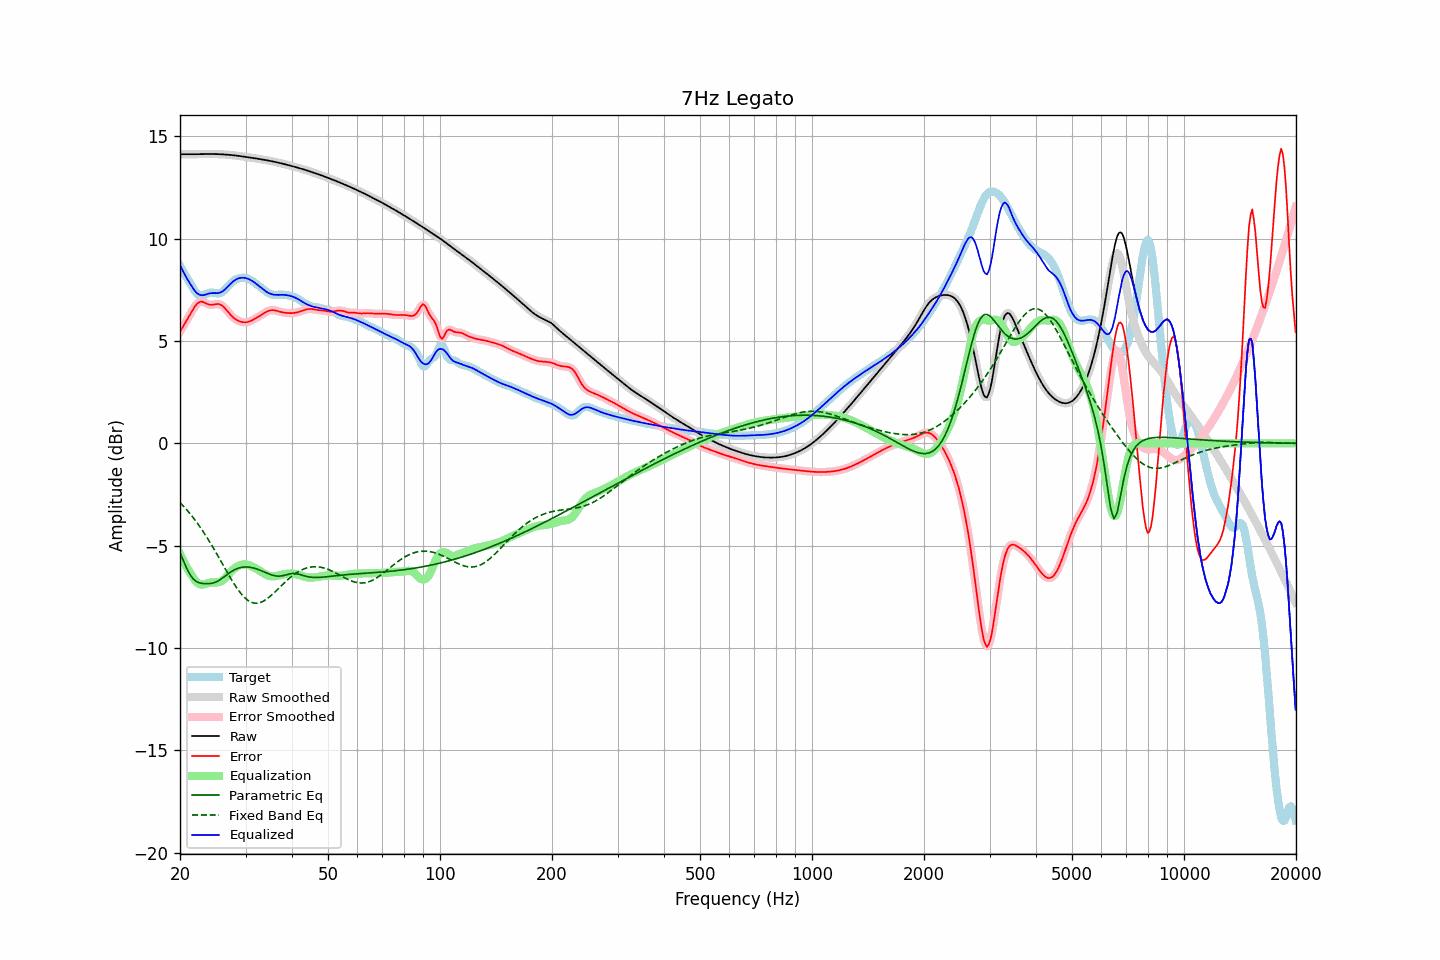 7Hz Legato
15
10
5
0
−5
−10
−15
−20
Amplitude (dBr)
Target
Raw Smoothed
Error Smoothed
Raw
Error
Equalization
Parametric Eq
Fixed Band Eq
Equalized
20 50 100 200 500 1000 2000 5000 10000 20000
Frequency (Hz)